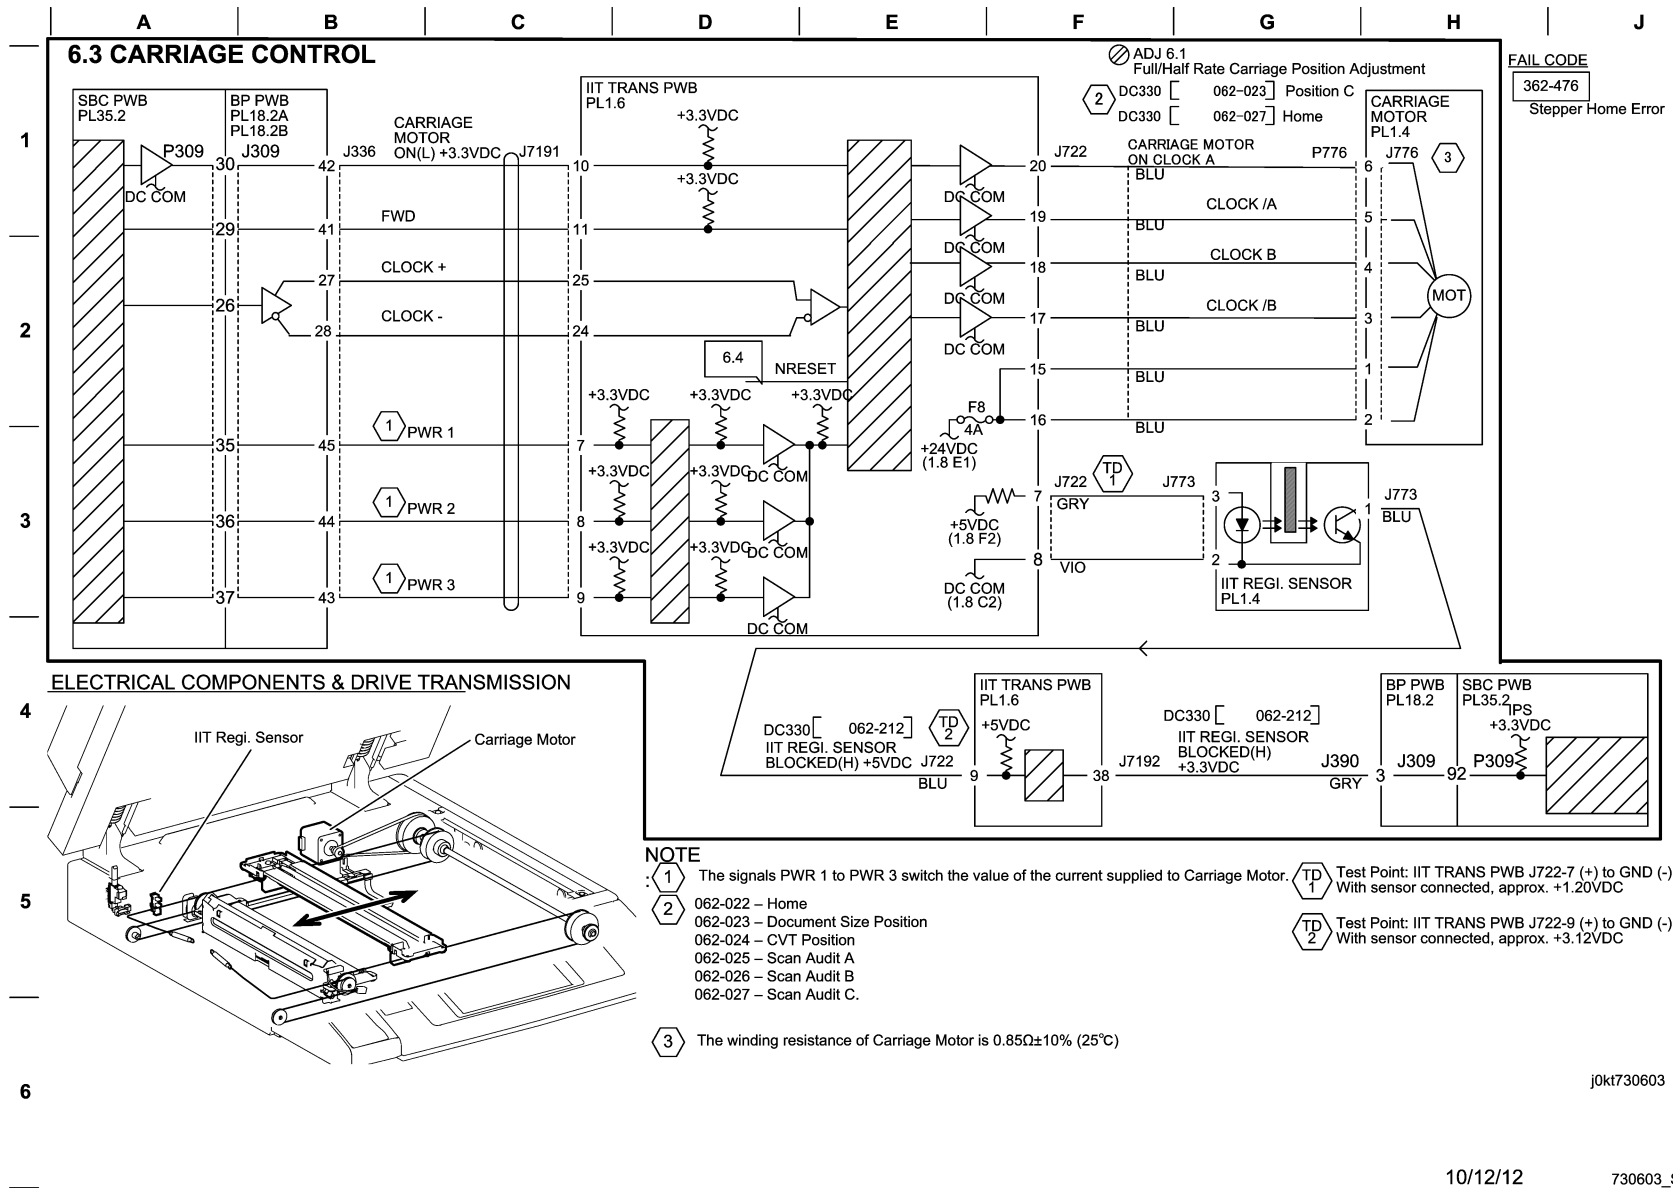 A B C D E F G H J
6.3 CARRIAGE CONTROL
ADJ 6.1
Full/Half Rate Carriage Position Adjustment
2 DC330 [ 062-023] Position C
DC330 [ 062-027] Home
FAIL CODE
362-476
Stepper Home Error
1
SBC PWB
PL35.2
BP PWB
PL18.2A
PL18.2B
IIT TRANS PWB
PL1.6
CARRIAGE
MOTOR
PL1.4
CARRIAGE
MOTOR
ON(L) +3.3VDC
P309 J309 J336 J7191
30 42 10 20
DC COM
+3.3VDC
+3.3VDC
DC COM
J722
CARRIAGE MOTOR
ON CLOCK A
BLU
P776 J776
6
3
29 41 FWD 11
19 CLOCK /A 5
BLU
DC COM
2
27 CLOCK + 25
26
28 CLOCK - 24
18 CLOCK B 4
BLU
DC COM
17 CLOCK /B 3
BLU
DC COM
MOT
6.4
NRESET
15 BLU 1
16 BLU 2
F8
4A
+24VDC
(1.8 E1)
3
+3.3VDC +3.3VDC +3.3VDC
35 45 1 PWR 1 7
DC COM
+3.3VDC +3.3VDC
36 44 1 PWR 2 8
DC COM
+3.3VDC +3.3VDC
37 43 1 PWR 3 9
DC COM
+5VDC
(1.8 F2)
7 J722 GRY
TD
1
J773 3
DC COM
(1.8 C2)
8 VIO 2
IIT REGI. SENSOR
PL1.4
1 J773
BLU
4
ELECTRICAL COMPONENTS & DRIVE TRANSMISSION
IIT Regi. Sensor
Carriage Motor
DC330 [ 062-212]
IIT REGI. SENSOR
BLOCKED(H) +5VDC
TD
2
J722
BLU
9
IIT TRANS PWB
PL1.6
+5VDC
38 J7192
DC330 [ 062-212]
IIT REGI. SENSOR
BLOCKED(H)
+3.3VDC
J390
GRY
3
BP PWB
PL18.2
J309
92
SBC PWB
PL35.2
IPS
+3.3VDC
P309
5
NOTE
:
1 The signals PWR 1 to PWR 3 switch the value of the current supplied to Carriage Motor.
2 062-022 – Home
062-023 – Document Size Position
062-024 – CVT Position
062-025 – Scan Audit A
062-026 – Scan Audit B
062-027 – Scan Audit C.
3 The winding resistance of Carriage Motor is 0.85Ω±10% (25℃)
TD
1
Test Point: IIT TRANS PWB J722-7 (+) to GND (-)
With sensor connected, approx. +1.20VDC
TD
2
Test Point: IIT TRANS PWB J722-9 (+) to GND (-)
With sensor connected, approx. +3.12VDC
6
j0kt730603
10/12/12
730603_